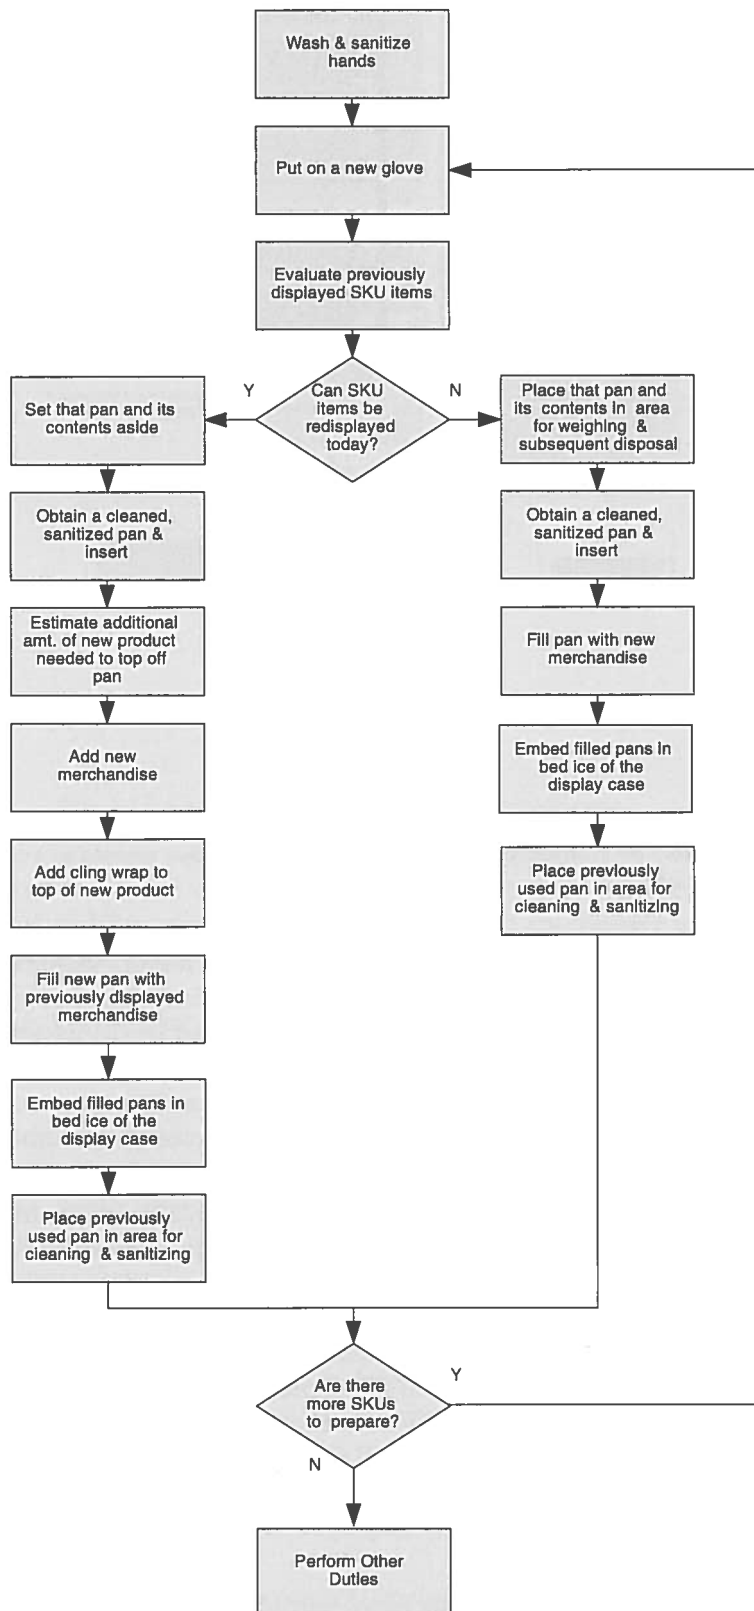 Wash & sanitize
hands
Put on a new glove
Evaluate previously
displayed SKU items
Can SKU
items be
redisplayed
today?
Y
N
Set that pan and its
contents aside
Obtain a cleaned,
sanitized pan &
insert
Estimate additional
amt. of new product
needed to top off
pan
Add new
merchandise
Add cling wrap to
top of new product
Fill new pan with
previously displayed
merchandise
Embed filled pans in
bed ice of the
display case
Place previously
used pan in area for
cleaning & sanitizing
Place that pan and
its contents in area
for weighing &
subsequent disposal
Obtain a cleaned,
sanitized pan &
insert
Fill pan with new
merchandise
Embed filled pans in
bed ice of the
display case
Place previously
used pan in area for
cleaning & sanitizing
Are there
more SKUs
to prepare?
Y
N
Perform Other
Duties